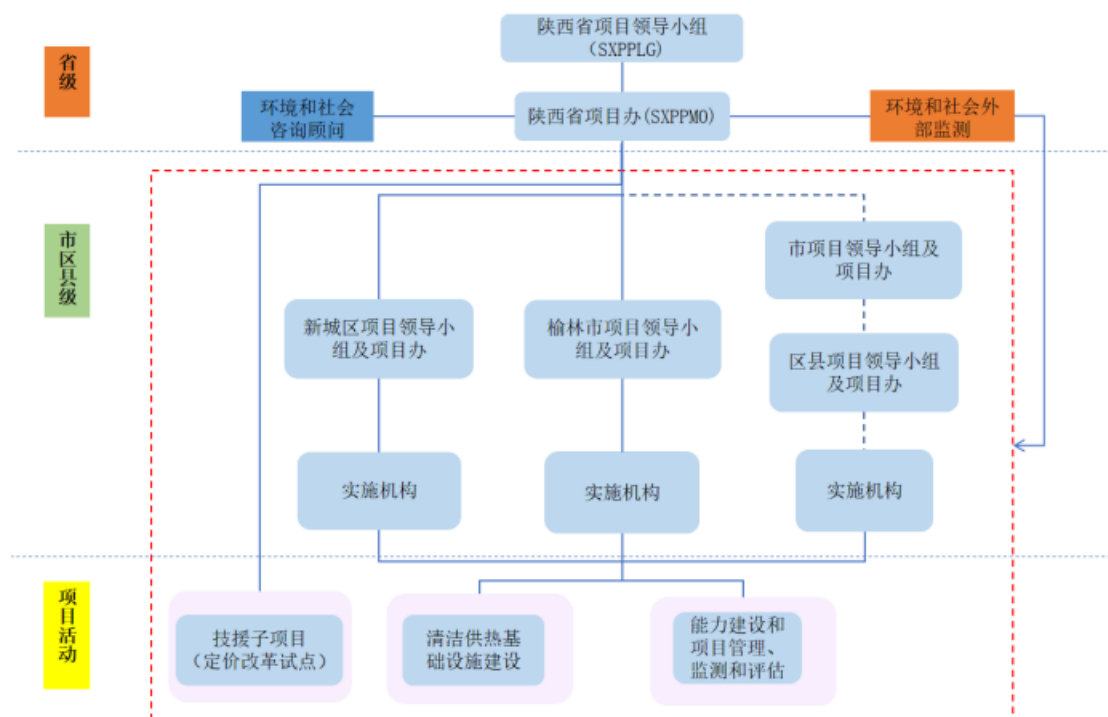 陕西省项目领导小组
（SXPPLG)
省级
环境和社会
咨询顾问
陕西省项目办(SXPPMO)
环境和社会外
部监测
市区县级
市项目领导小组及
项目办
新城区项目领导小
组及项目办
榆林市项目领导小
组及项目办
区县项目领导小组
及项目办
实施机构
实施机构
实施机构
项目活动
技援子项目
（定价改革试点）
清洁供热基
础设施建设
能力建设和
项目管理、
监测和评估